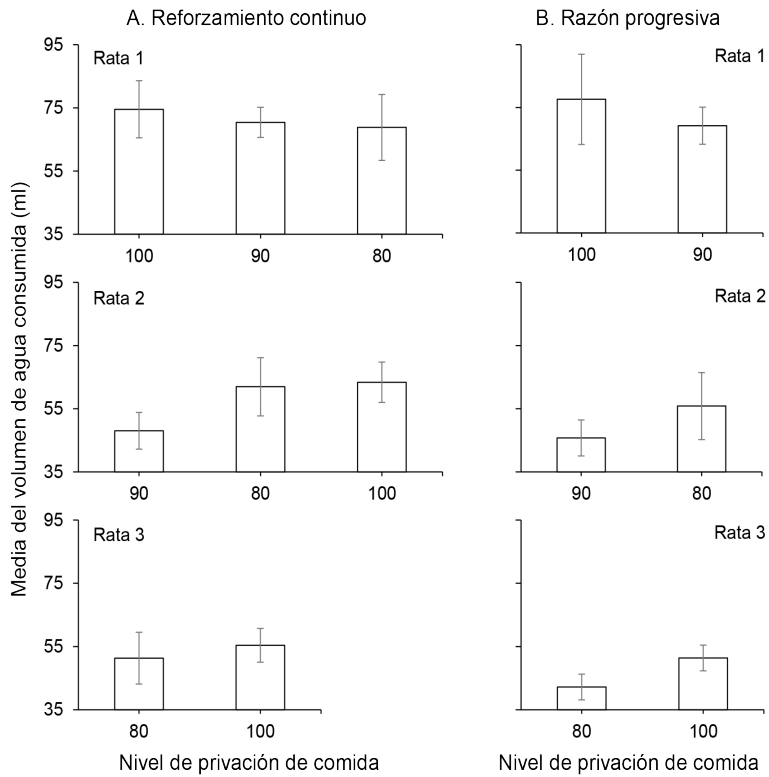 A. Reforzamiento continuo
B. Razón progresiva
Media del volumen de agua consumida (ml)
Rata 1
95
75
55
35
100 90 80
Rata 1
100 90
Rata 2
95
75
55
35
90 80 100
Rata 2
90 80
Rata 3
95
75
55
35
80 100
Rata 3
80 100
Nivel de privación de comida
Nivel de privación de comida